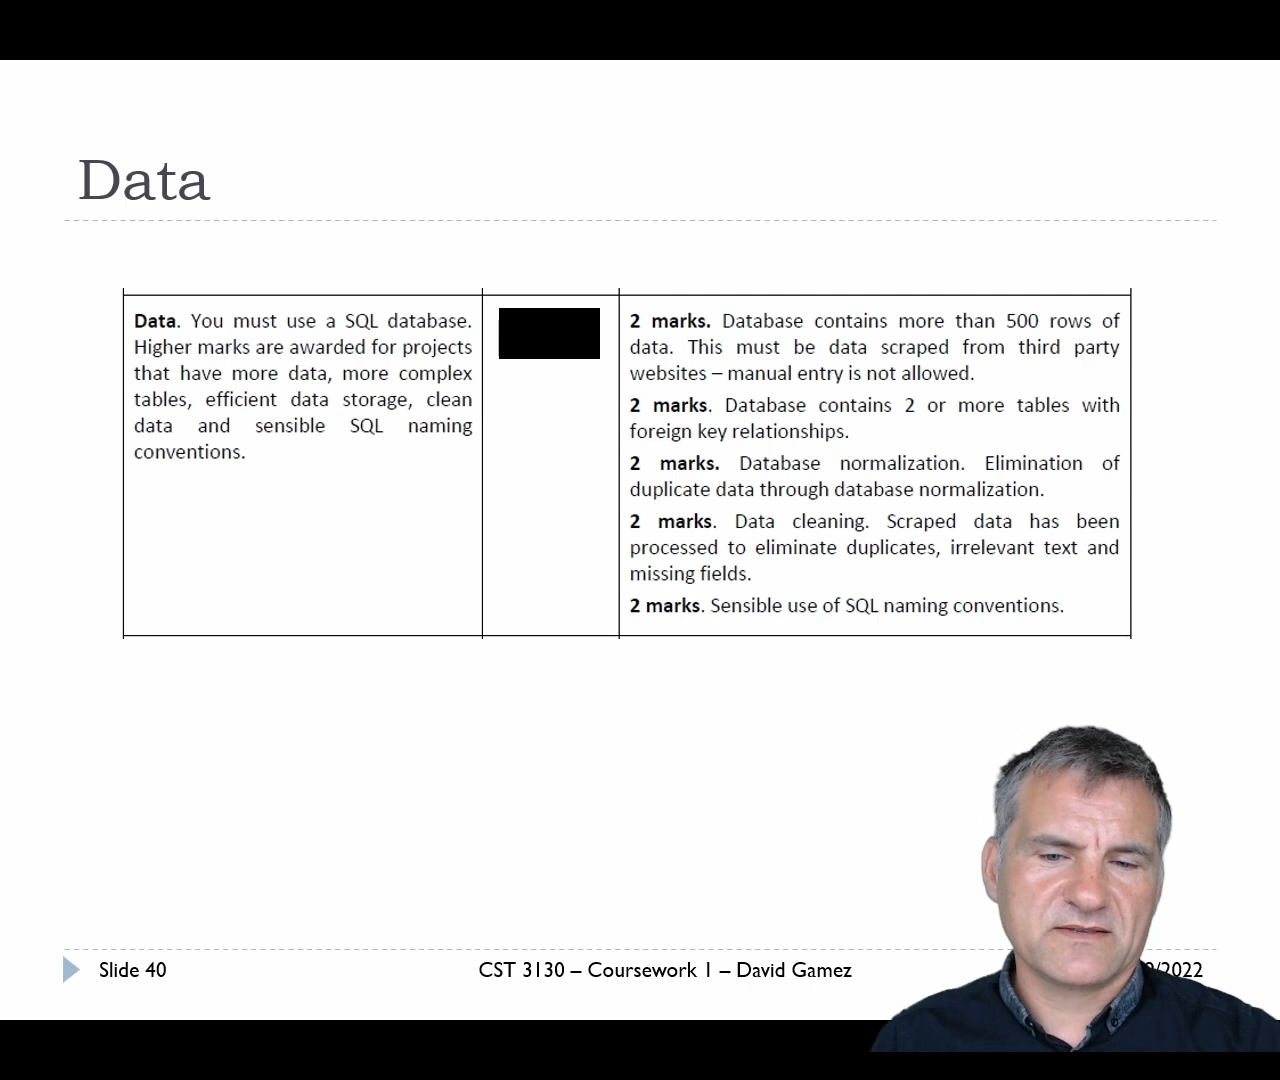 Data
Data. You must use a SQL database.
Higher marks are awarded for projects
that have more data, more complex
tables, efficient data storage, clean
data and sensible SQL naming
conventions.
2 marks. Database contains more than 500 rows of
data. This must be data scraped from third party
websites – manual entry is not allowed.
2 marks. Database contains 2 or more tables with
foreign key relationships.
2 marks. Database normalization. Elimination of
duplicate data through database normalization.
2 marks. Data cleaning. Scraped data has been
processed to eliminate duplicates, irrelevant text and
missing fields.
2 marks. Sensible use of SQL naming conventions.
Slide 40
CST 3130 – Coursework 1 – David Gamez
/2022